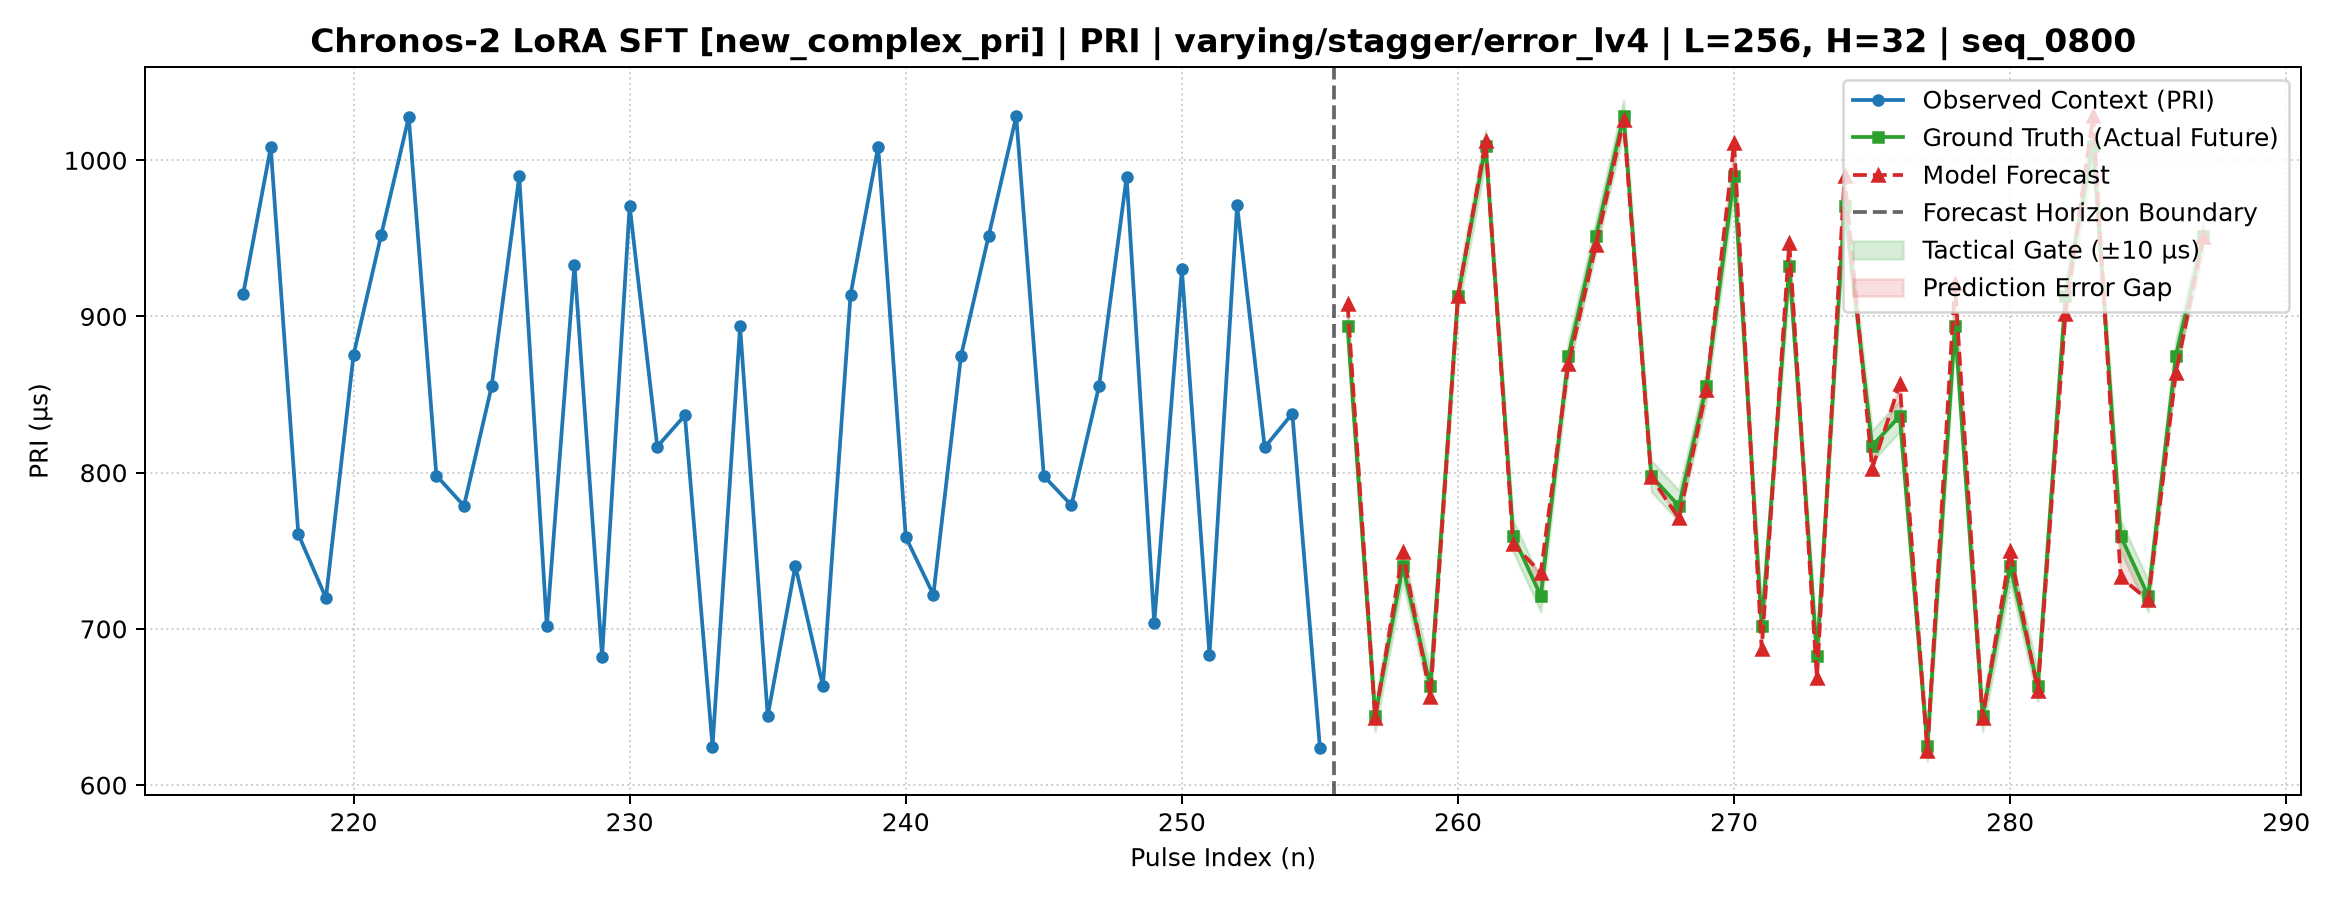 Chronos-2 LoRA SFT [new_complex_pri] | PRI | varying/stagger/error_lv4 | L=256, H=32 | seq_0800
Observed Context (PRI)
Ground Truth (Actual Future)
Model Forecast
Forecast Horizon Boundary
Tactical Gate (±10 µs)
Prediction Error Gap
PRI (µs)
1000
900
800
700
600
220 230 240 250 260 270 280 290
Pulse Index (n)